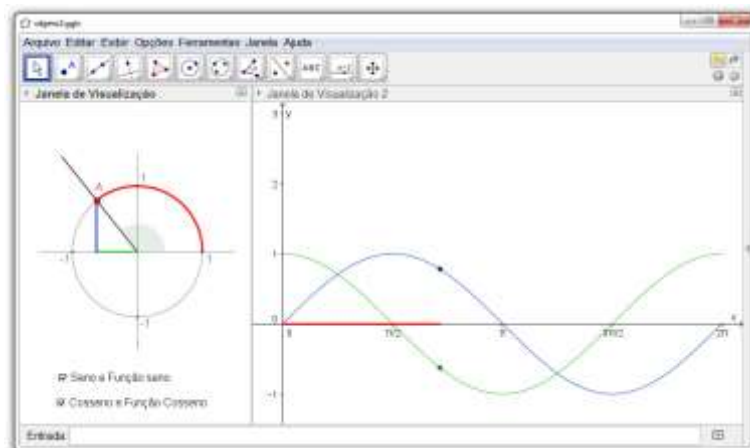 Arquivo Editar Exibir Opções Ferramentas Janela Ajuda
ABC
Janela de Visualização
Janela de Visualização 2
A
1
-1
1
-1
Seno e Função seno
Cosseno e Função Cosseno
y
3
2
1
0
-1
π/2
π
3π/2
2π
x
Entrada: